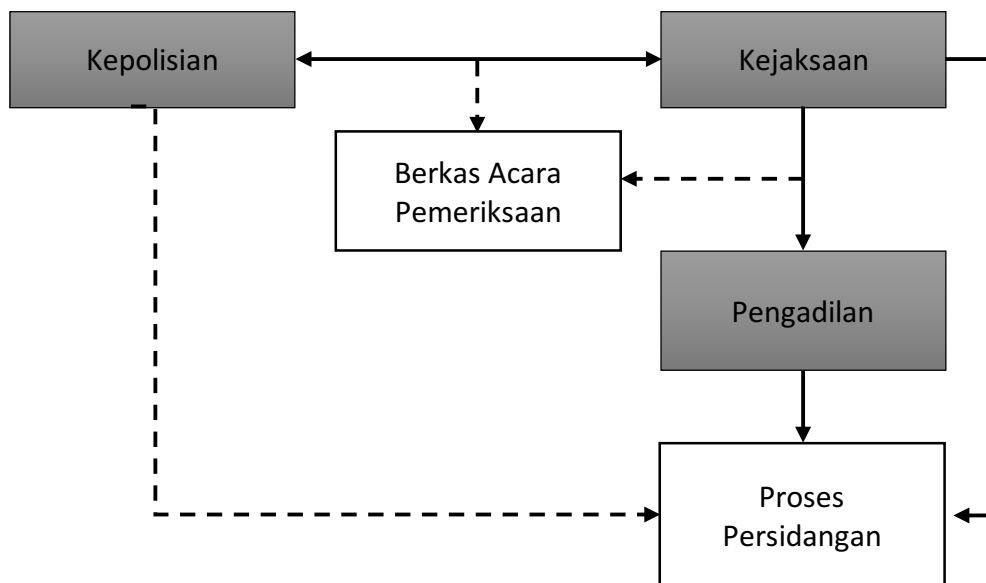 Kepolisian
Kejaksaan
Berkas Acara
Pemeriksaan
Pengadilan
Proses
Persidangan